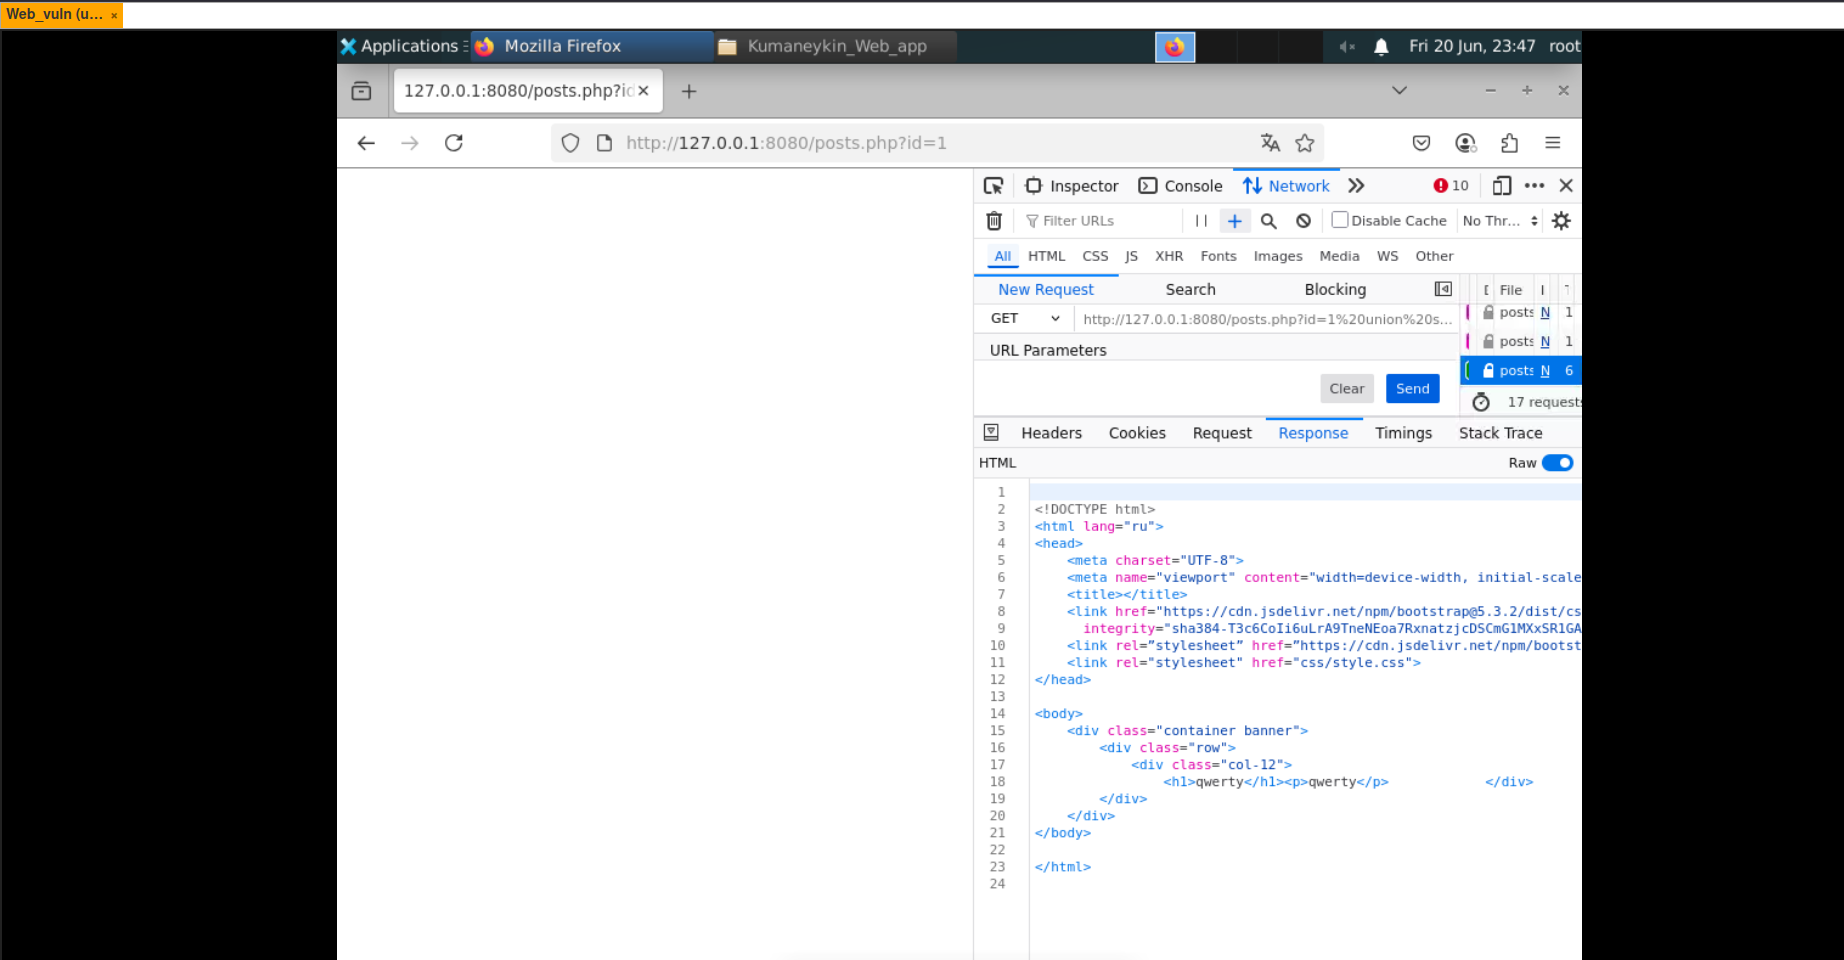 Web_vuln (u... ×
Applications
Mozilla Firefox
Kumaneykin_Web_app
Fri 20 Jun, 23:47 root
127.0.0.1:8080/posts.php?id
http://127.0.0.1:8080/posts.php?id=1
Inspector Console Network 10
Filter URLs Disable Cache No Thr...
All HTML CSS JS XHR Fonts Images Media WS Other
New Request Search Blocking File
GET http://127.0.0.1:8080/posts.php?id=1%20union%20s...
posts N 1
posts N 1
URL Parameters
posts N 6
Clear Send
17 requests
Headers Cookies Request Response Timings Stack Trace
HTML Raw
1
2 <!DOCTYPE html>
3 <html lang="ru">
4 <head>
5 <meta charset="UTF-8">
6 <meta name="viewport" content="width=device-width, initial-scale
7 <title></title>
8 <link href="https://cdn.jsdelivr.net/npm/bootstrap@5.3.2/dist/cs
9 integrity="sha384-T3c6CoIi6uLrA9TneNEoa7RxnatzjcDSCmG1MXxSR1GA
10 <link rel=”stylesheet” href=”https://cdn.jsdelivr.net/npm/bootst
11 <link rel="stylesheet" href="css/style.css">
12 </head>
13
14 <body>
15 <div class="container banner">
16 <div class="row">
17 <div class="col-12">
18 <h1>qwerty</h1><p>qwerty</p> </div>
19 </div>
20 </div>
21 </body>
22
23 </html>
24